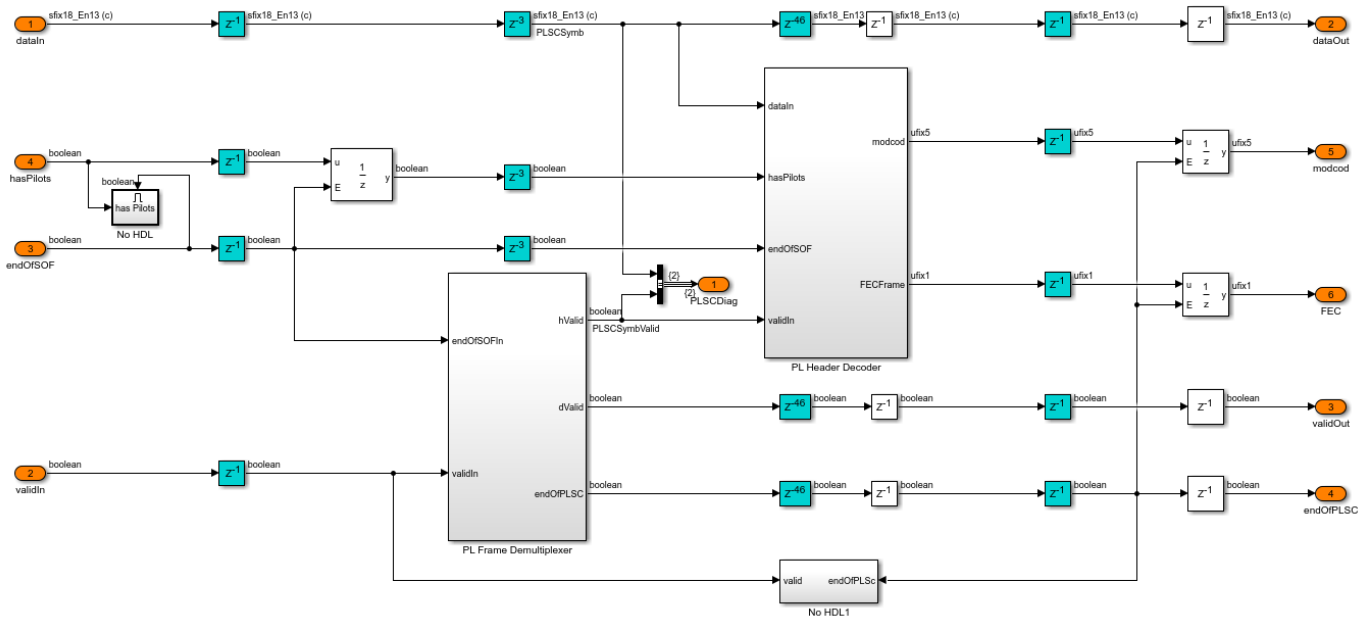 1 sfix18_En13 (c) z-1 sfix18_En13 (c) z-3 sfix18_En13 (c) z-46 sfix18_En13 z-1 sfix18_En13 (c) z-1 sfix18_En13 (c) z-1 sfix18_En13 (c) 2
dataIn PLSCSymb dataOut
dataIn
4 boolean z-1 boolean u 1 z y E boolean z-3 boolean hasPilots modcod ufix5 z-1 ufix5 u 1 z y E ufix5 5
hasPilots modcod
boolean
has Pilots
No HDL
3 boolean z-1 boolean z-3 boolean endOfSOF
endOfSOF
{2}
1
{2}
PLSCDiag
FECFrame ufix1 z-1 ufix1 u 1 z y E ufix1 6
FEC
hValid boolean validIn
PLSCSymbValid
endOfSOFIn
PL Header Decoder
dValid boolean z-46 boolean z-1 boolean z-1 boolean z-1 3
validOut
2 boolean z-1 boolean validIn
validIn
endOfPLSC boolean z-46 boolean z-1 boolean z-1 boolean z-1 4
endOfPLSC
PL Frame Demultiplexer
valid endOfPLSc
No HDL1